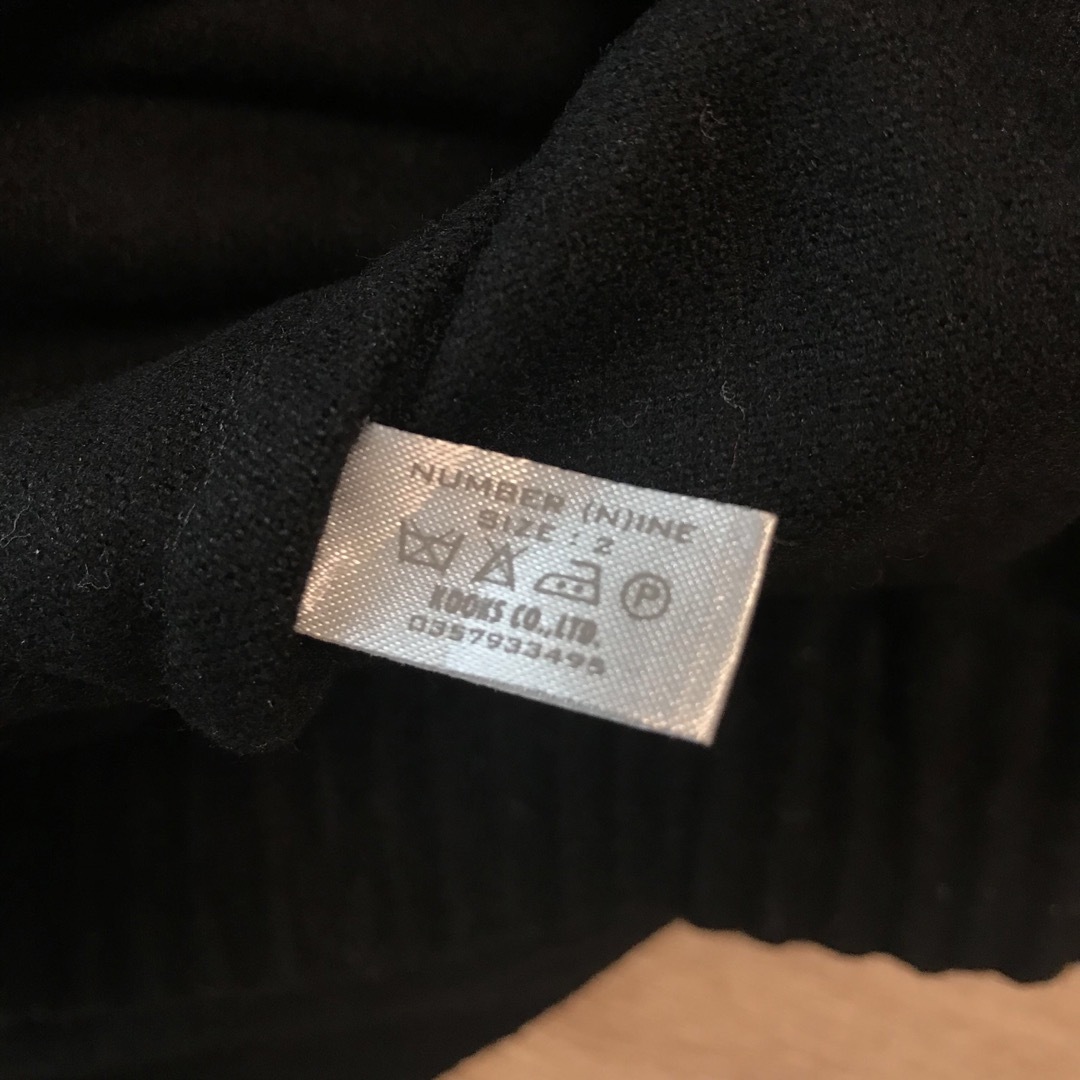 NUMBER (N)INE
SIZE : 2
P
KOOKS CO.,LTD.
0357933495